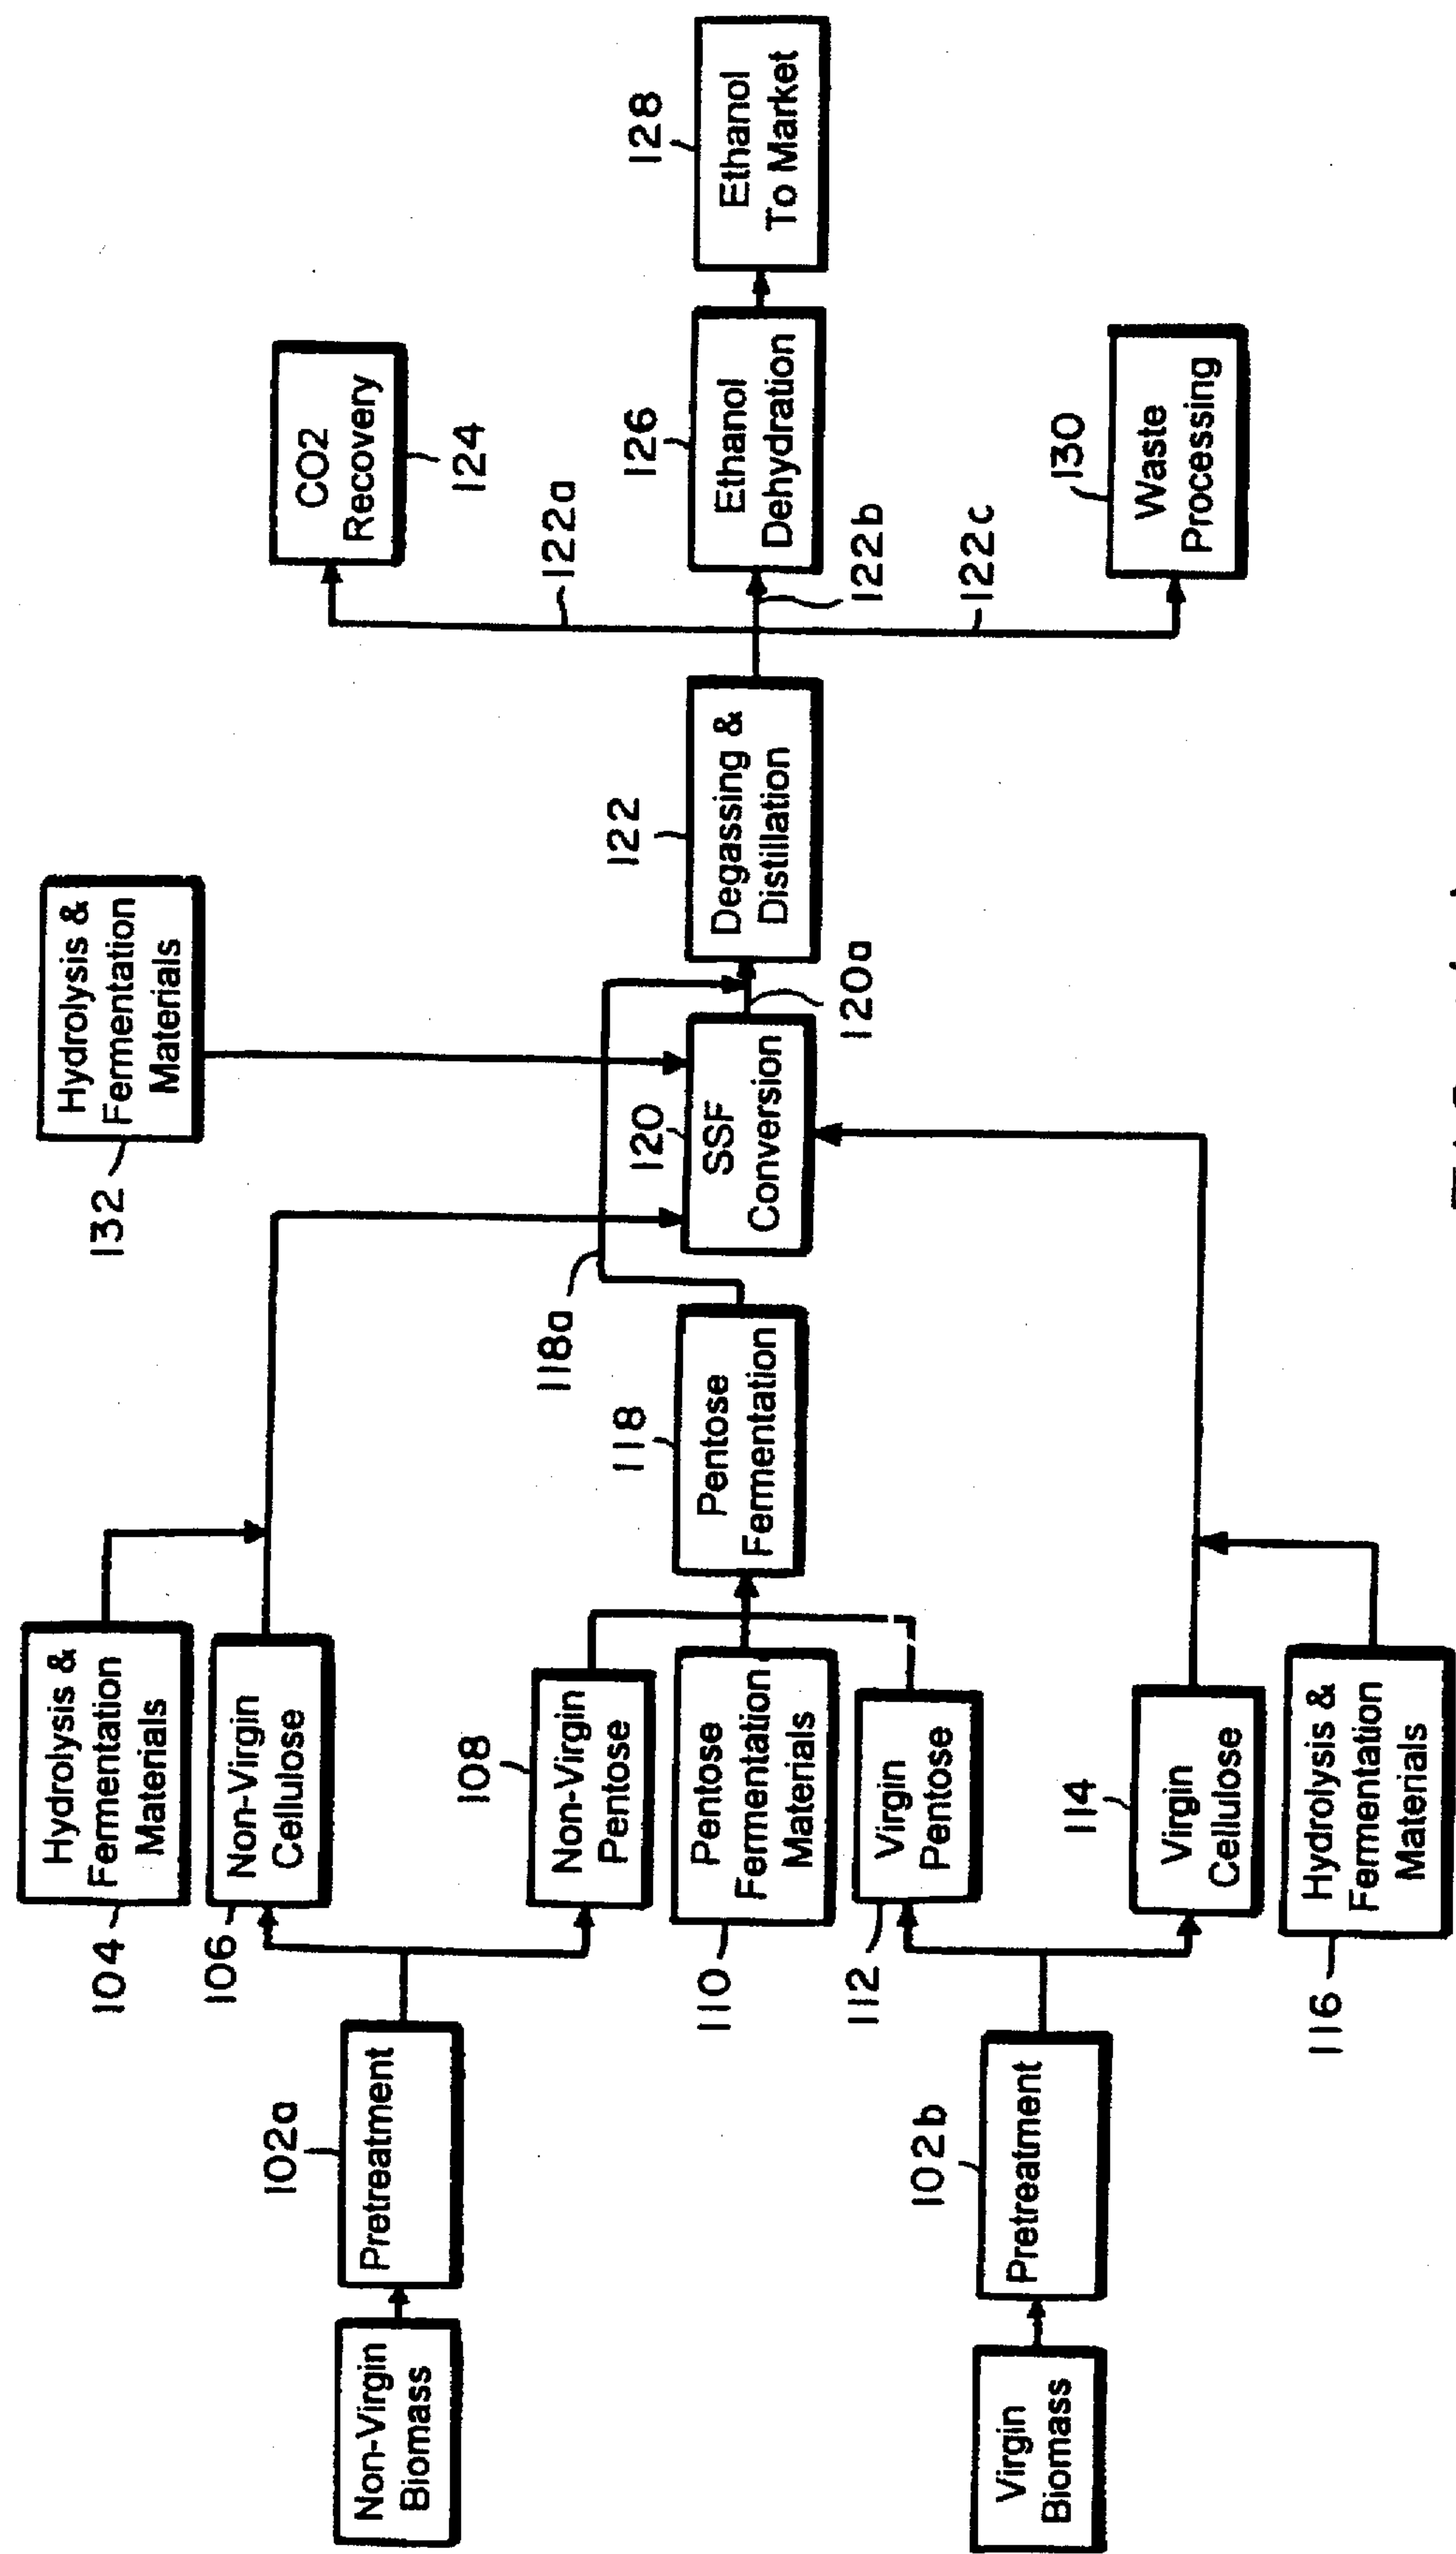 Non-Virgin
Biomass
102a
Pretreatment
104
Hydrolysis &
Fermentation
Materials
106
Non-Virgin
Cellulose
108
Non-Virgin
Pentose
110
Pentose
Fermentation
Materials
Virgin
Biomass
102b
Pretreatment
112
Virgin
Pentose
114
Virgin
Cellulose
116
Hydrolysis &
Fermentation
Materials
118
Pentose
Fermentation
118a
132
Hydrolysis &
Fermentation
Materials
120
SSF
Conversion
120a
122
Degassing &
Distillation
122a
122b
122c
CO2
Recovery
124
126
Ethanol
Dehydration
128
Ethanol
To Market
130
Waste
Processing